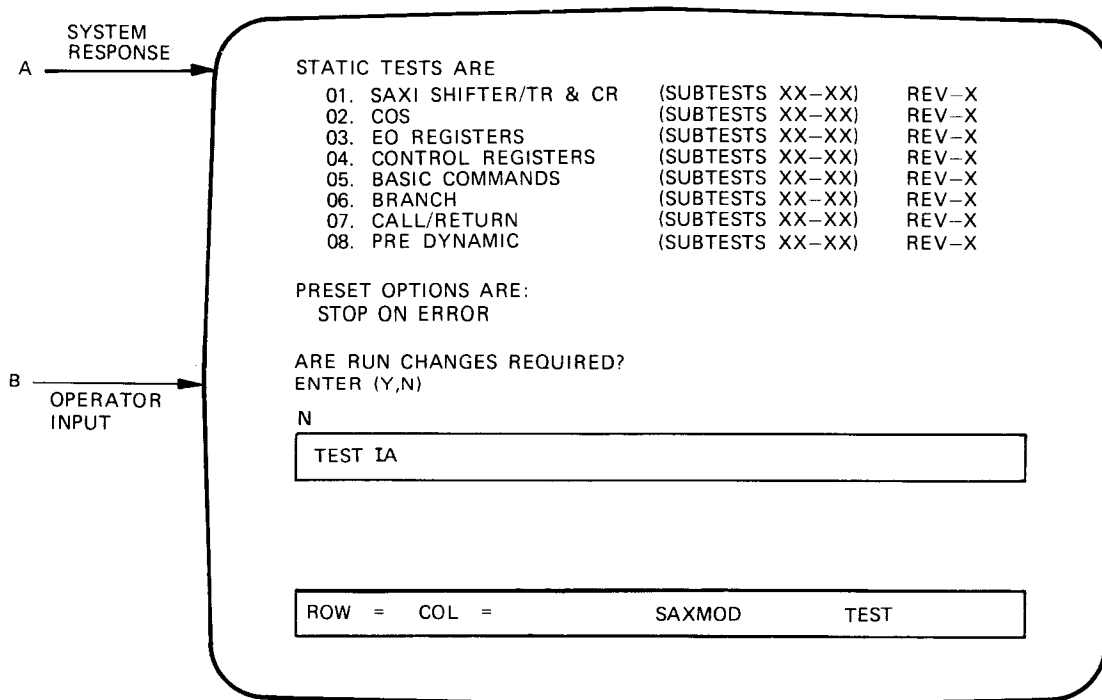 SYSTEM
RESPONSE
A
STATIC TESTS ARE
01. SAXI SHIFTER/TR & CR (SUBTESTS XX–XX) REV–X
02. COS (SUBTESTS XX–XX) REV–X
03. EO REGISTERS (SUBTESTS XX–XX) REV–X
04. CONTROL REGISTERS (SUBTESTS XX–XX) REV–X
05. BASIC COMMANDS (SUBTESTS XX–XX) REV–X
06. BRANCH (SUBTESTS XX–XX) REV–X
07. CALL/RETURN (SUBTESTS XX–XX) REV–X
08. PRE DYNAMIC (SUBTESTS XX–XX) REV–X
PRESET OPTIONS ARE:
STOP ON ERROR
ARE RUN CHANGES REQUIRED?
ENTER (Y,N)
B
OPERATOR
INPUT
N
TEST IA
ROW = COL = SAXMOD TEST